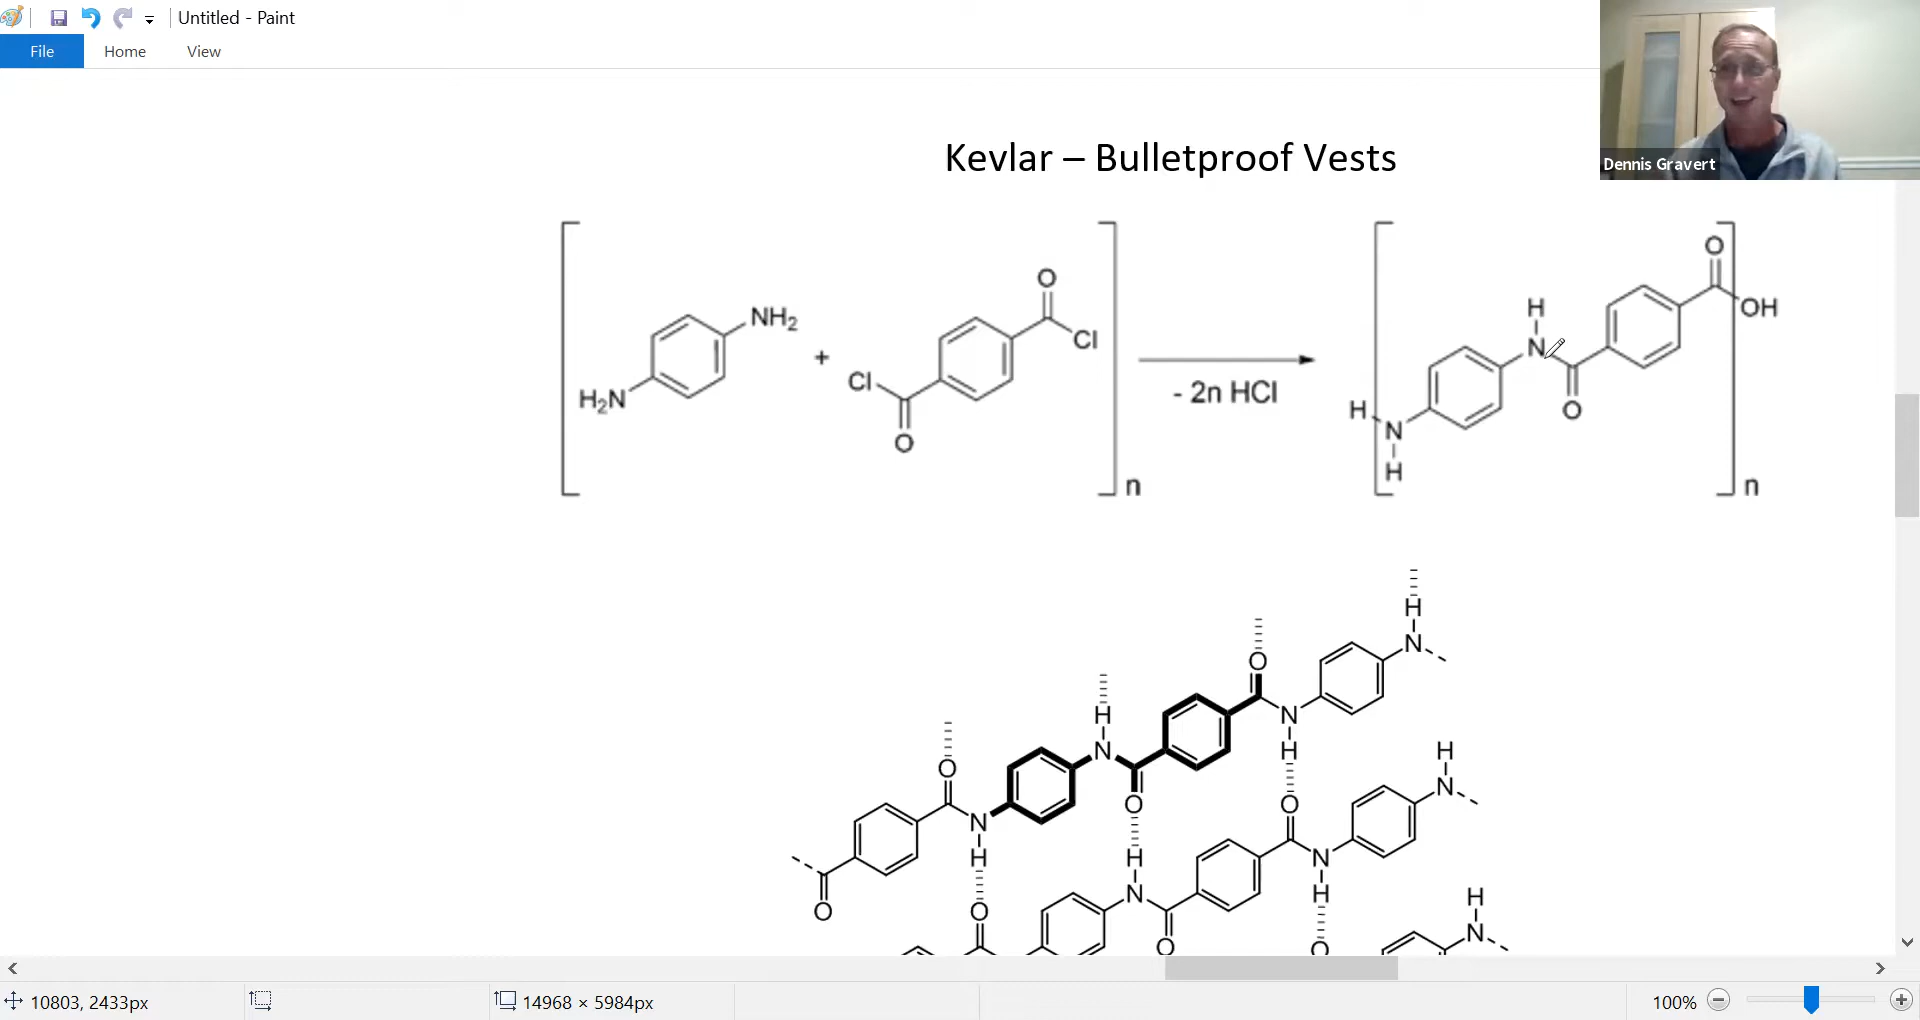 Untitled - Paint
File Home View
Dennis Gravert
Kevlar – Bulletproof Vests
H₂N
NH₂
+
Cl
O
O
Cl
n
- 2n HCl
H
N
H
H
N
O
O
OH
n
O
O
N
H
H
N
O
O
N
H
H
N
O
H
N
O
O
N
H
H
N
O
H
N
10803, 2433px
14968 × 5984px
100%